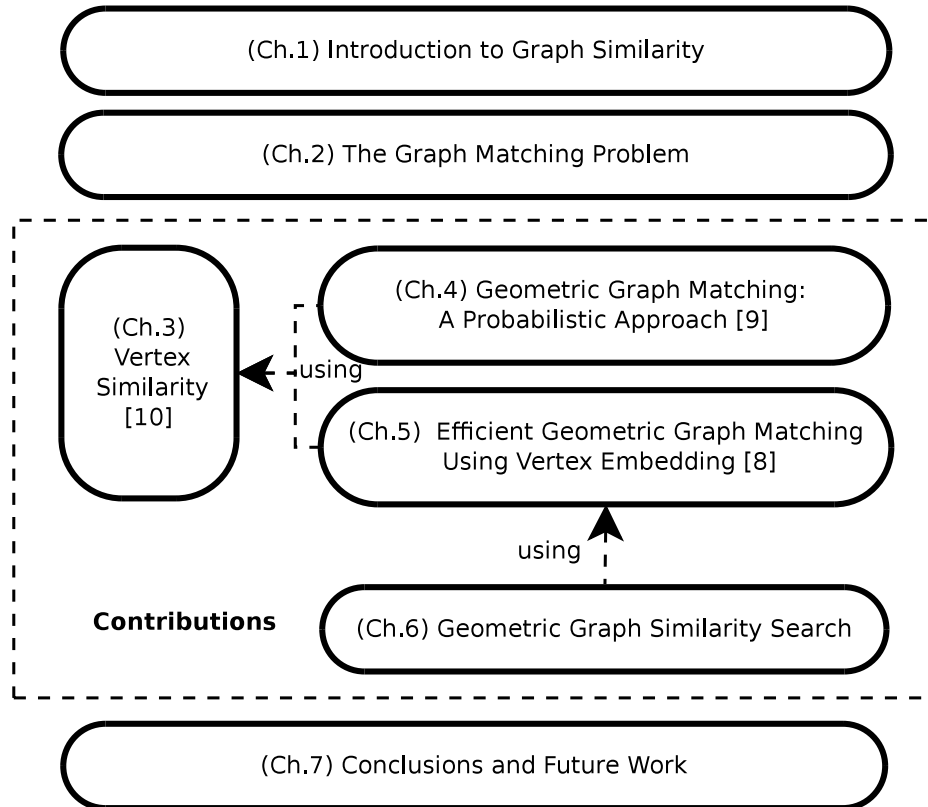 (Ch.1) Introduction to Graph Similarity
(Ch.2) The Graph Matching Problem
(Ch.3)
Vertex
Similarity
[10]
using
(Ch.4) Geometric Graph Matching:
A Probabilistic Approach [9]
(Ch.5) Efficient Geometric Graph Matching
Using Vertex Embedding [8]
using
Contributions
(Ch.6) Geometric Graph Similarity Search
(Ch.7) Conclusions and Future Work